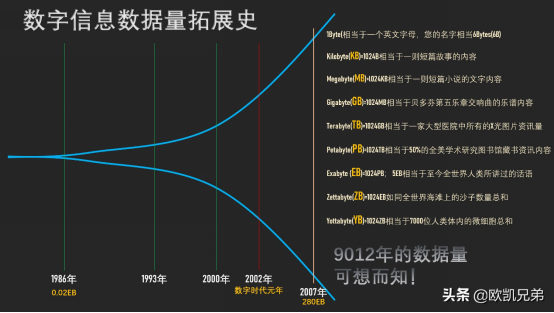 数字信息数据量拓展史
1Byte(相当于一个英文字母，您的名字相当6Bytes(6B)
Kilobyte(KB)=1024B相当于一则短篇故事的内容
Megabyte(MB)=1024KB相当于一则短篇小说的文字内容
Gigabyte(GB)=1024MB相当于贝多芬第五乐章交响曲的乐谱内容
Terabyte(TB)=1024GB相当于一家大型医院中所有的X光图片资讯量
Petabyte(PB)=1024TB相当于50%的全美学术研究图书馆藏书资讯内容
Exabyte (EB)=1024PB；5EB相当于至今全世界人类所讲过的话语
Zettabyte(ZB)=1024EB如同全世界海滩上的沙子数量总和
Yottabyte(YB)=1024ZB相当于7000位人类体内的微细胞总和
9012年的数据量
可想而知！
1986年
0.02EB
1993年
2000年
2002年
数字时代元年
2007年
280EB
头条 @欧凯兄弟